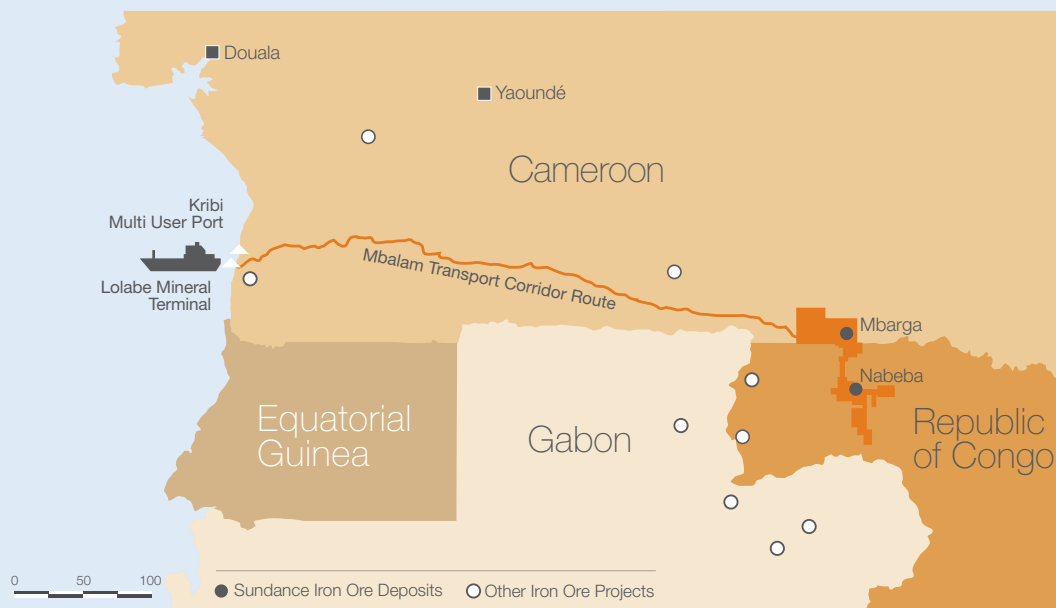 Douala
Yaoundé
Cameroon
Kribi
Multi User Port
Mbalam Transport Corridor Route
Lolabe Mineral
Terminal
Mbarga
Nabeba
Equatorial
Guinea
Gabon
Republic
of Congo
0 50 100
Sundance Iron Ore Deposits Other Iron Ore Projects